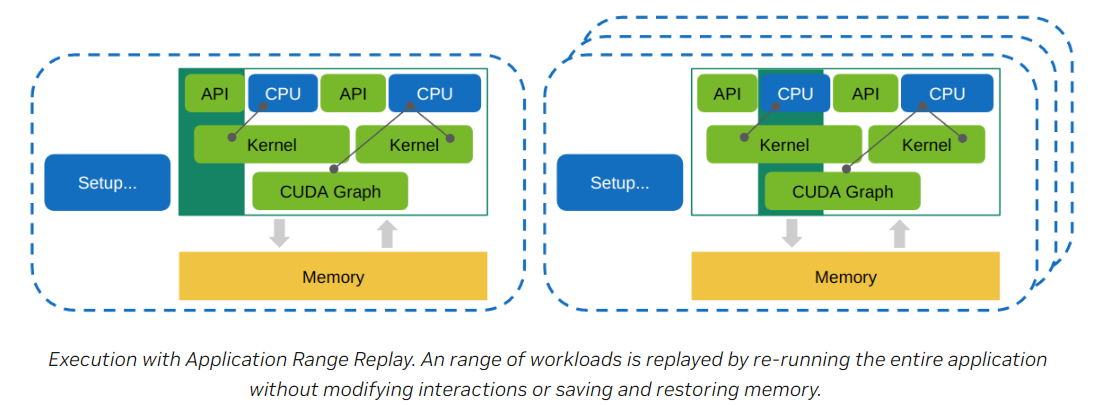 API CPU API CPU
Kernel Kernel
Setup...
CUDA Graph
Memory
API CPU API CPU
Kernel Kernel
Setup...
CUDA Graph
Memory
Execution with Application Range Replay. An range of workloads is replayed by re-running the entire application
without modifying interactions or saving and restoring memory.